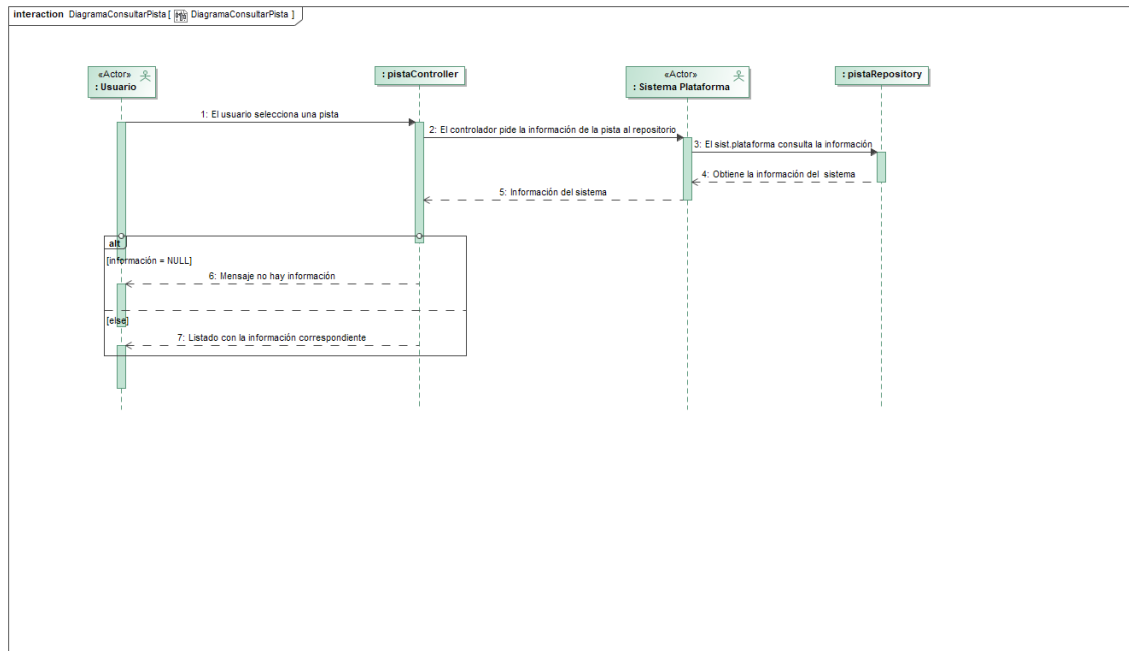 interaction DiagramaConsultarPista [ DiagramaConsultarPista ]
«Actor»
: Usuario
: pistaController
«Actor»
: Sistema Plataforma
: pistaRepository
1: El usuario selecciona una pista
2: El controlador pide la información de la pista al repositorio
3: El sist.plataforma consulta la información
4: Obtiene la información del sistema
5: Información del sistema
alt
[información = NULL]
6: Mensaje no hay información
[else]
7: Listado con la información correspondiente